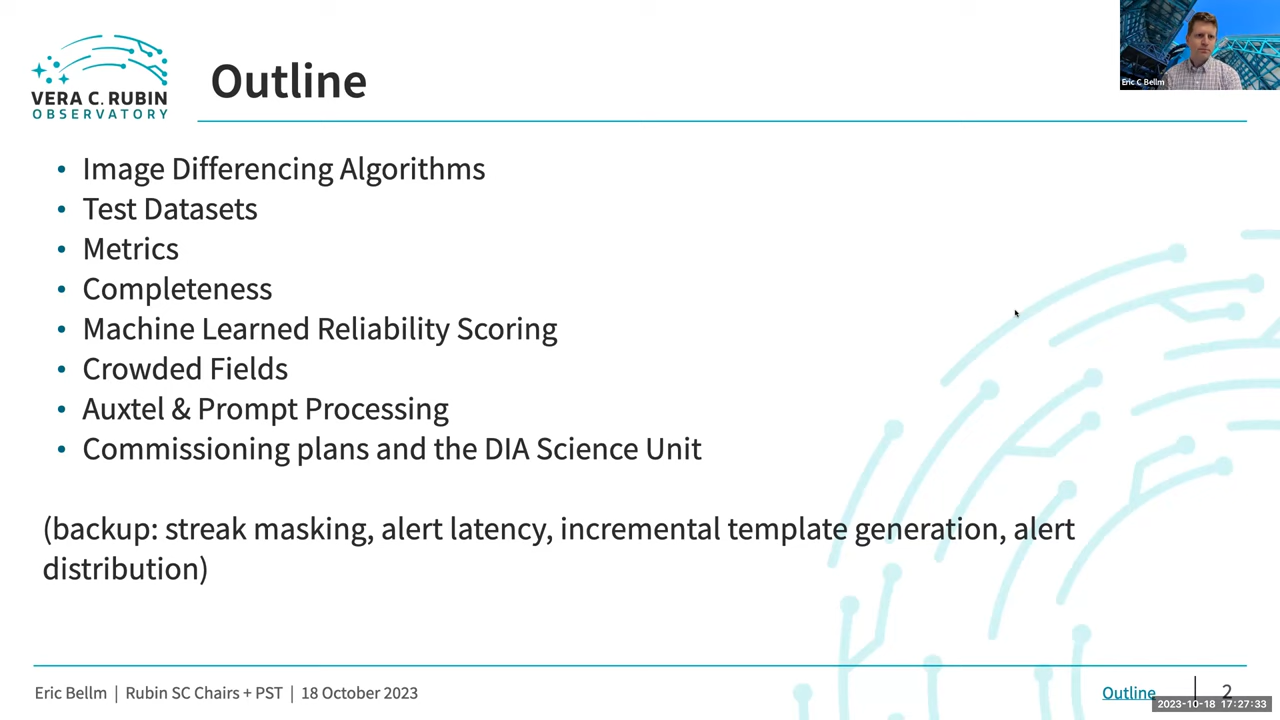 VERA C. RUBIN
OBSERVATORY
Outline
Eric C Bellm
• Image Differencing Algorithms
• Test Datasets
• Metrics
• Completeness
• Machine Learned Reliability Scoring
• Crowded Fields
• Auxtel & Prompt Processing
• Commissioning plans and the DIA Science Unit
(backup: streak masking, alert latency, incremental template generation, alert
distribution)
Eric Bellm | Rubin SC Chairs + PST | 18 October 2023
Outline | 2
2023-10-18 17:27:33